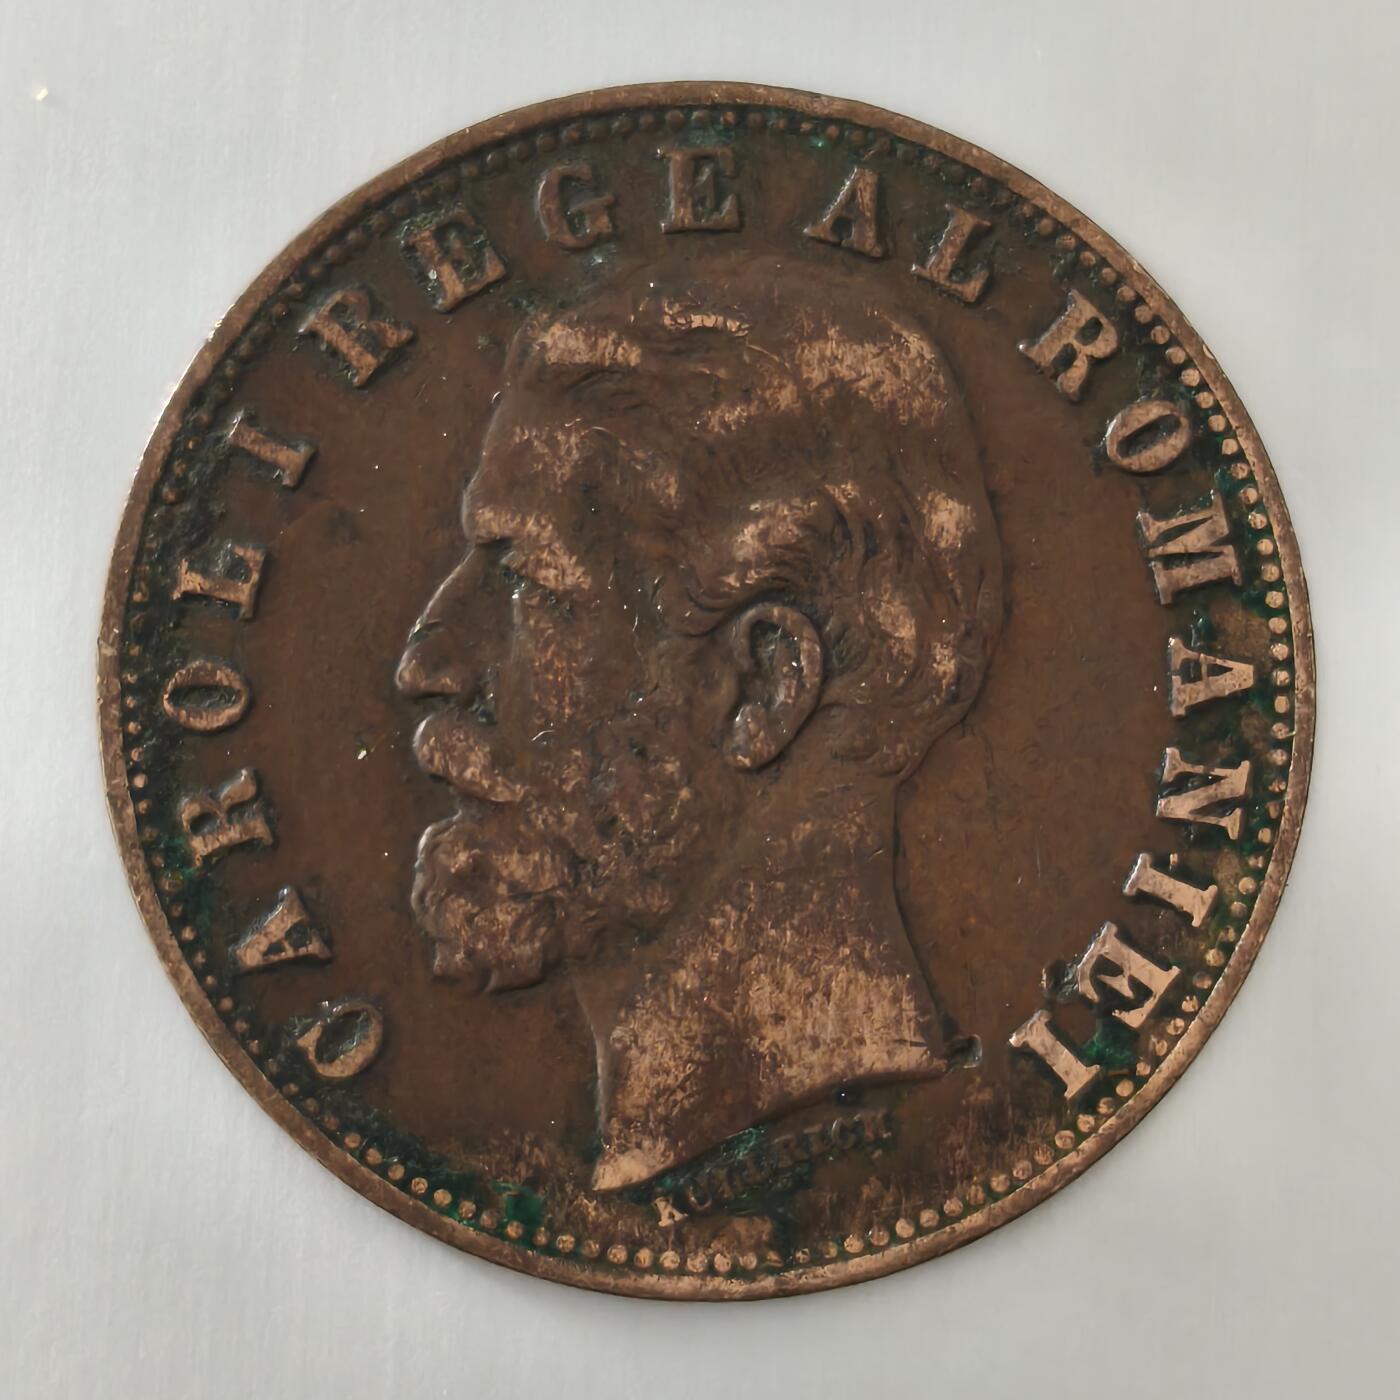 CAROL I REGE AL ROMANIEI
KULLRICH